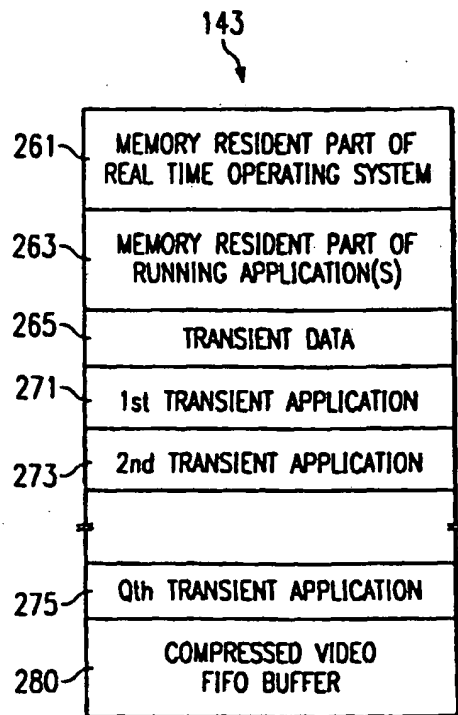 143
261
MEMORY RESIDENT PART OF
REAL TIME OPERATING SYSTEM
263
MEMORY RESIDENT PART OF
RUNNING APPLICATION(S)
265
TRANSIENT DATA
271
1st TRANSIENT APPLICATION
273
2nd TRANSIENT APPLICATION
275
Qth TRANSIENT APPLICATION
280
COMPRESSED VIDEO
FIFO BUFFER